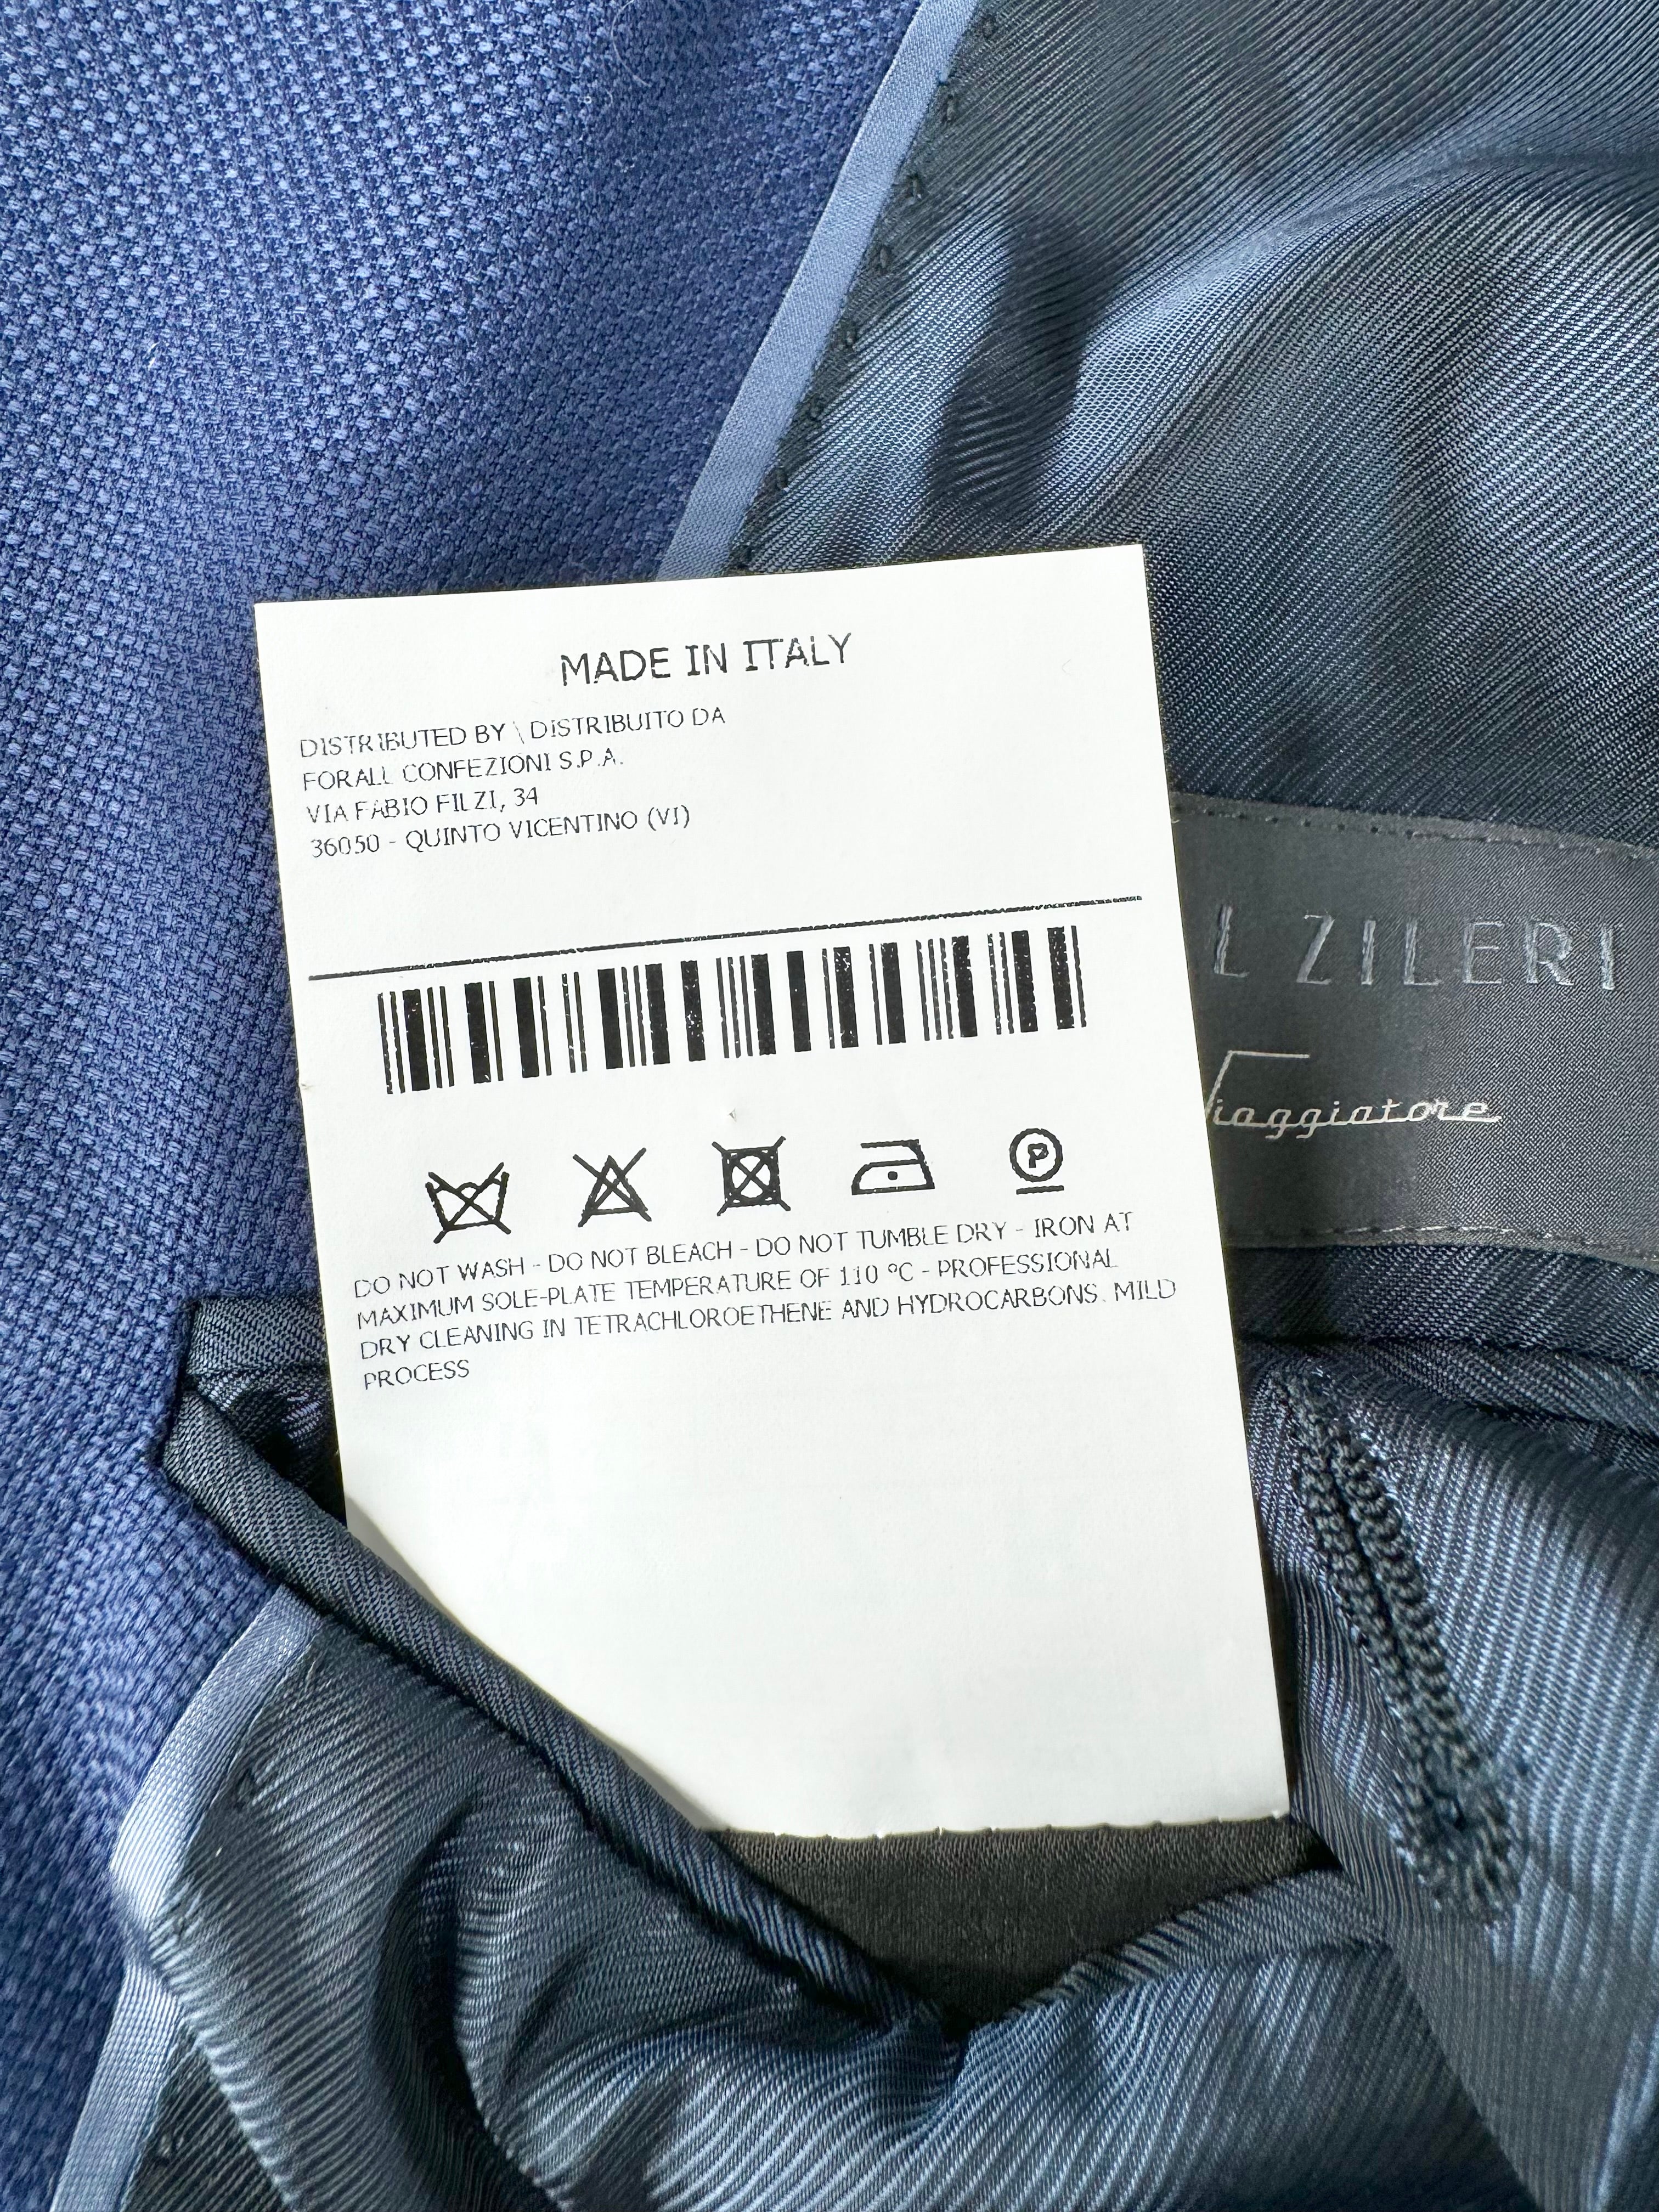 MADE IN ITALY
DISTRIBUTED BY \ DISTRIBUITO DA
FORALL CONFEZIONI S.P.A.
VIA FABIO FILZI, 34
36050 - QUINTO VICENTINO (VI)
L ZILERI
Viaggiatore
P
DO NOT WASH - DO NOT BLEACH - DO NOT TUMBLE DRY - IRON AT
MAXIMUM SOLE-PLATE TEMPERATURE OF 110 °C - PROFESSIONAL
DRY CLEANING IN TETRACHLOROETHENE AND HYDROCARBONS. MILD
PROCESS